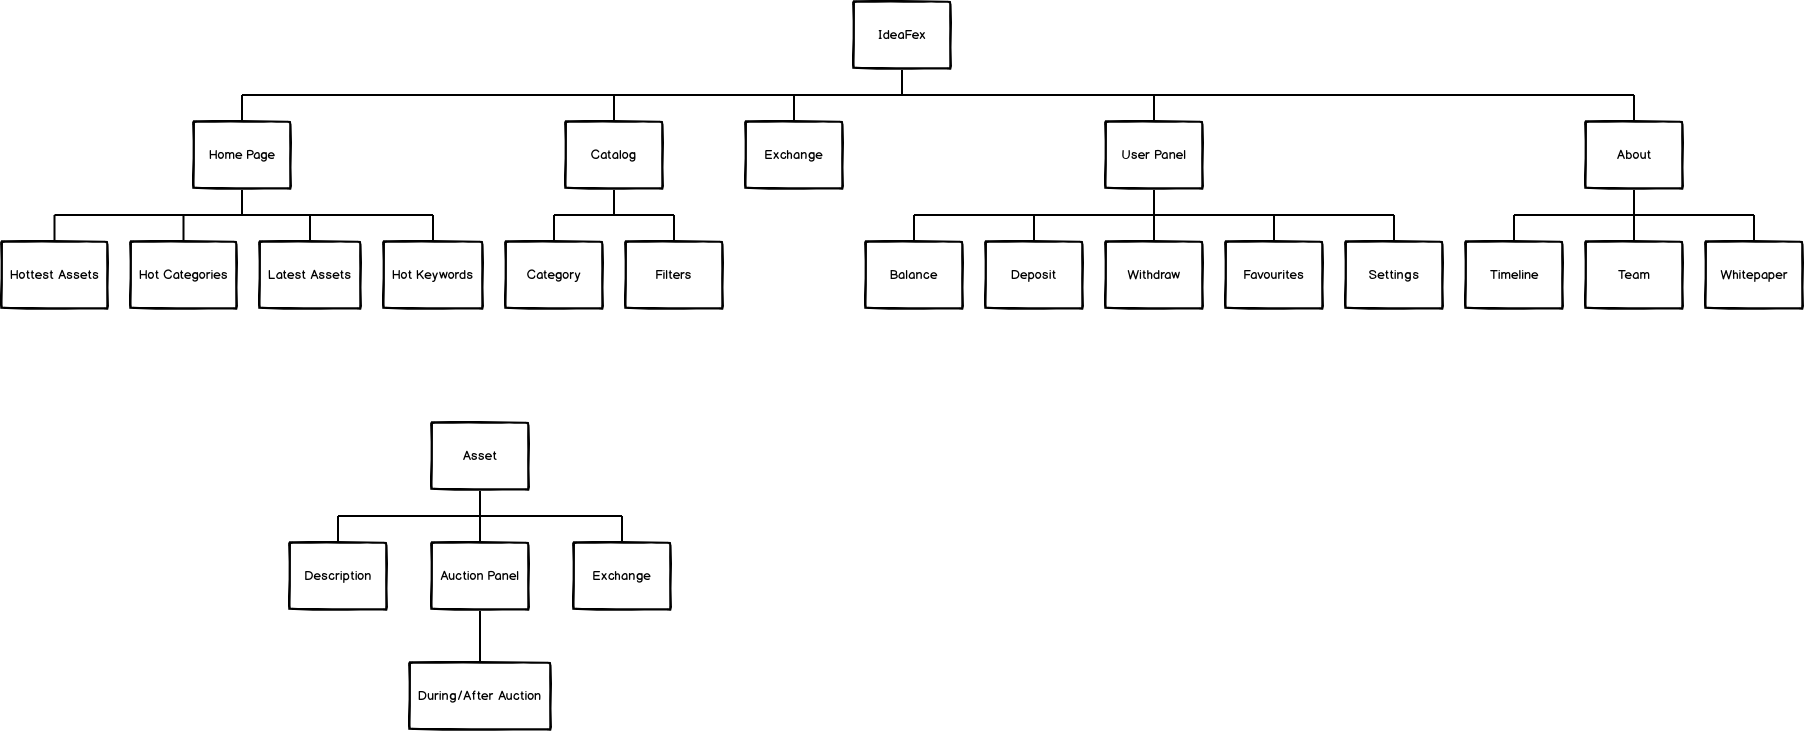 IdeaFex
Home Page
Catalog
Exchange
User Panel
About
Hottest Assets
Hot Categories
Latest Assets
Hot Keywords
Category
Filters
Balance
Deposit
Withdraw
Favourites
Settings
Timeline
Team
Whitepaper
Asset
Description
Auction Panel
Exchange
During/After Auction